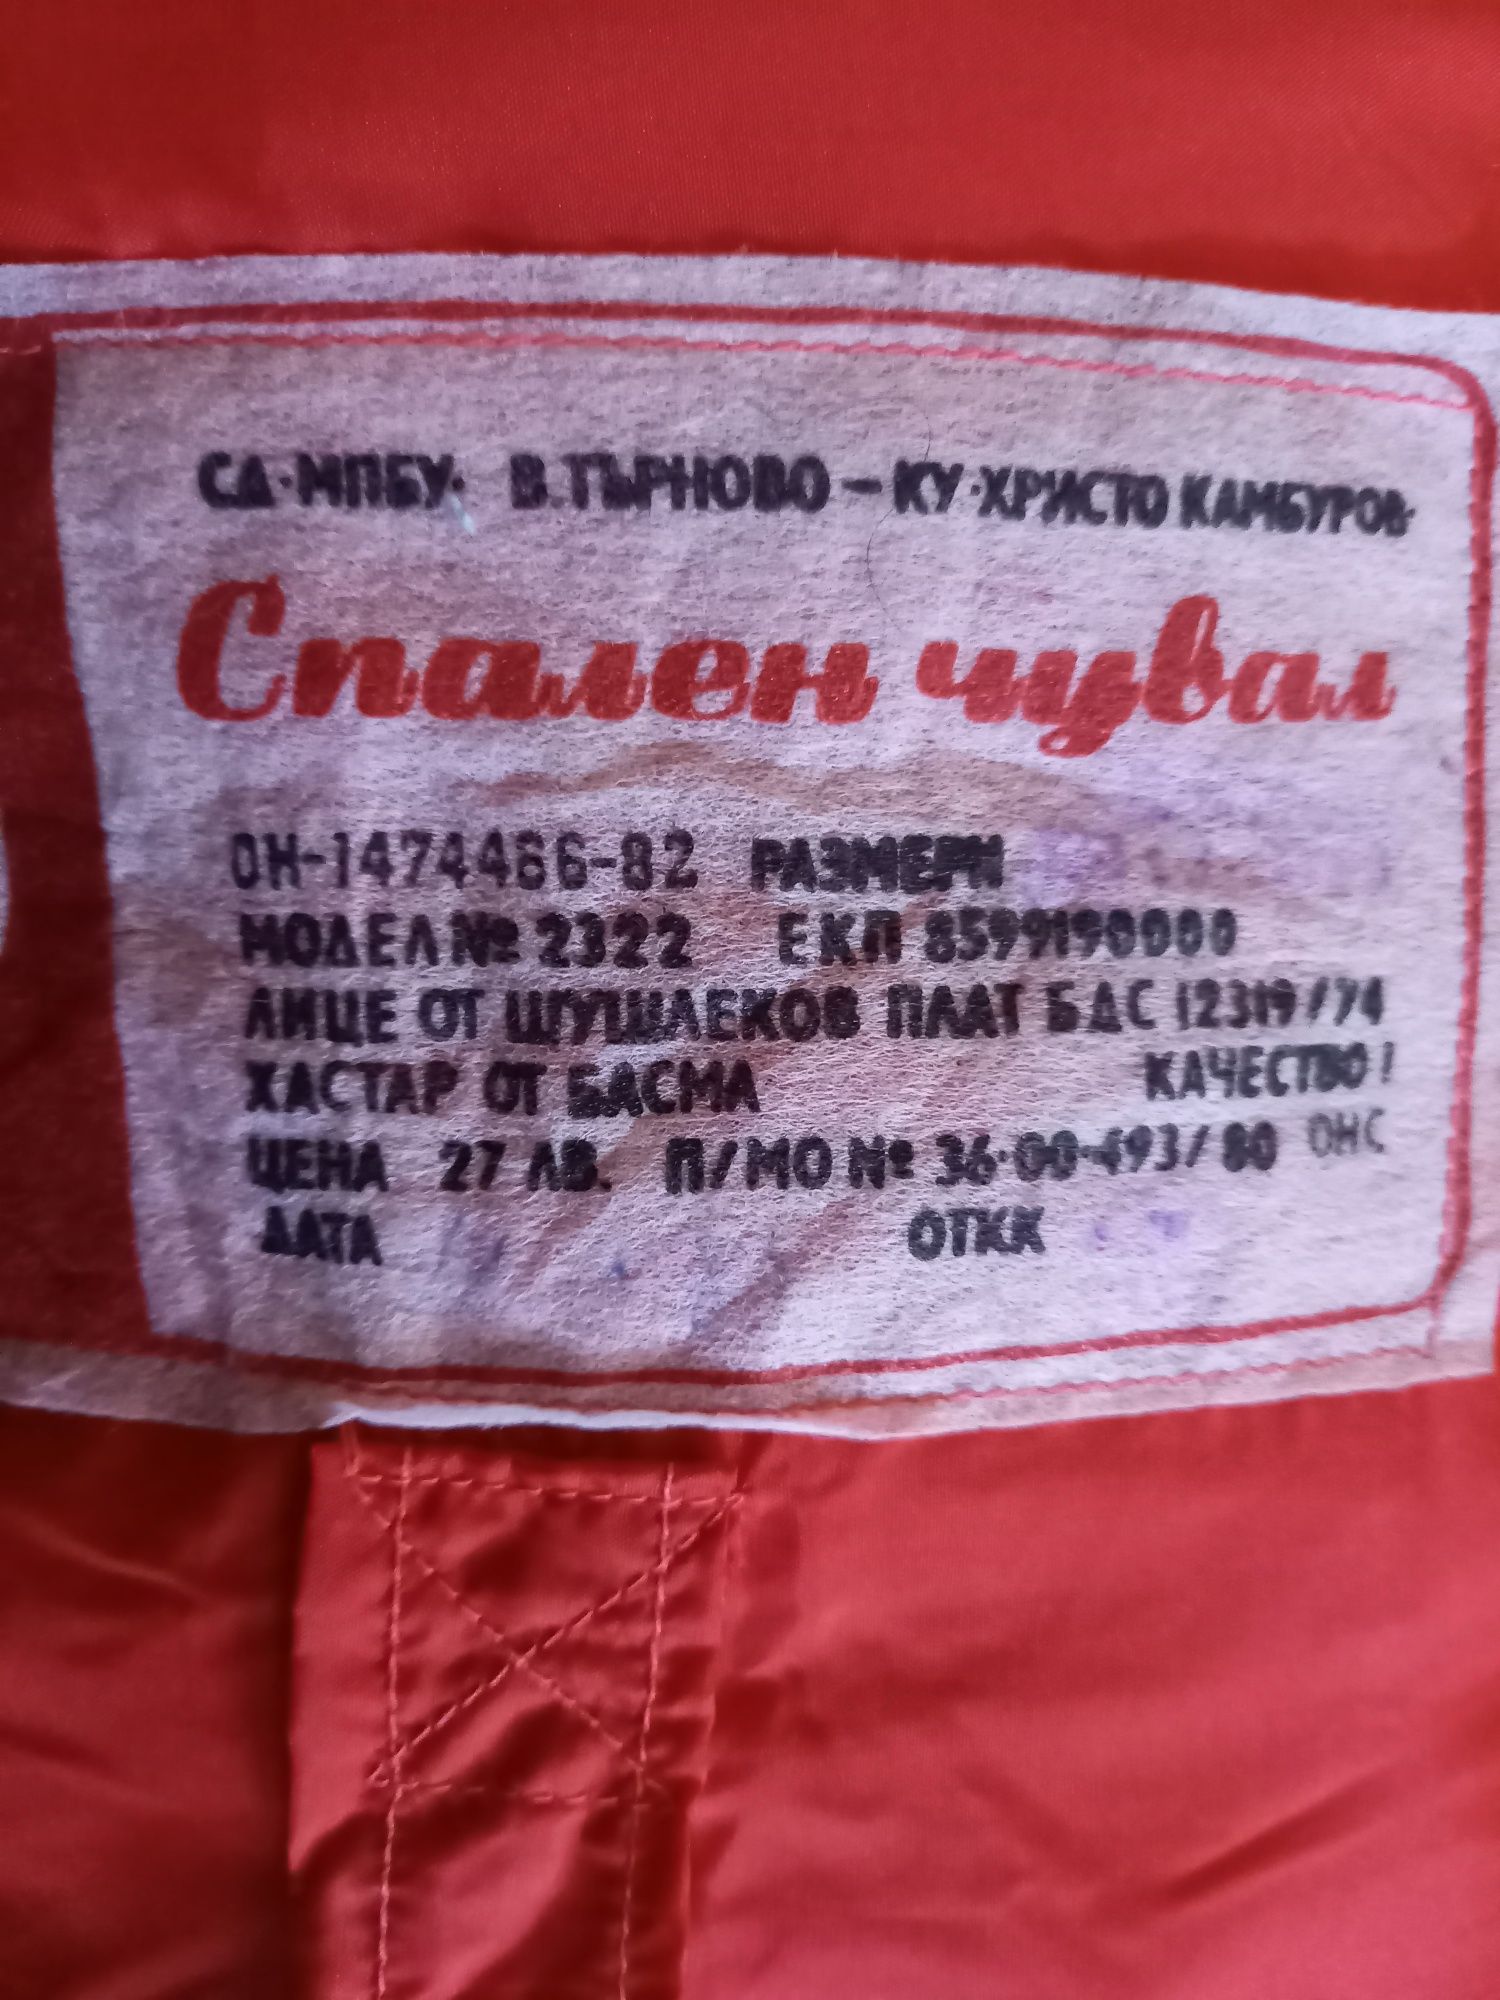 СД·МПБУ· В.ТЪРНОВО – КУ·ХРИСТО КАМБУРОВ·
Спален чувал
ОН-1474466-82 РАЗМЕРИ
МОДЕЛ № 2322 ЕКП 8599190000
ЛИЦЕ ОТ ШУШЛЕКОВ ПЛАТ БДС 12319/74
ХАСТАР ОТ БАСМА КАЧЕСТВО I
ЦЕНА 27 ЛВ. П/МО № 36·00·493/80 ОНС
ДАТА ОТКК